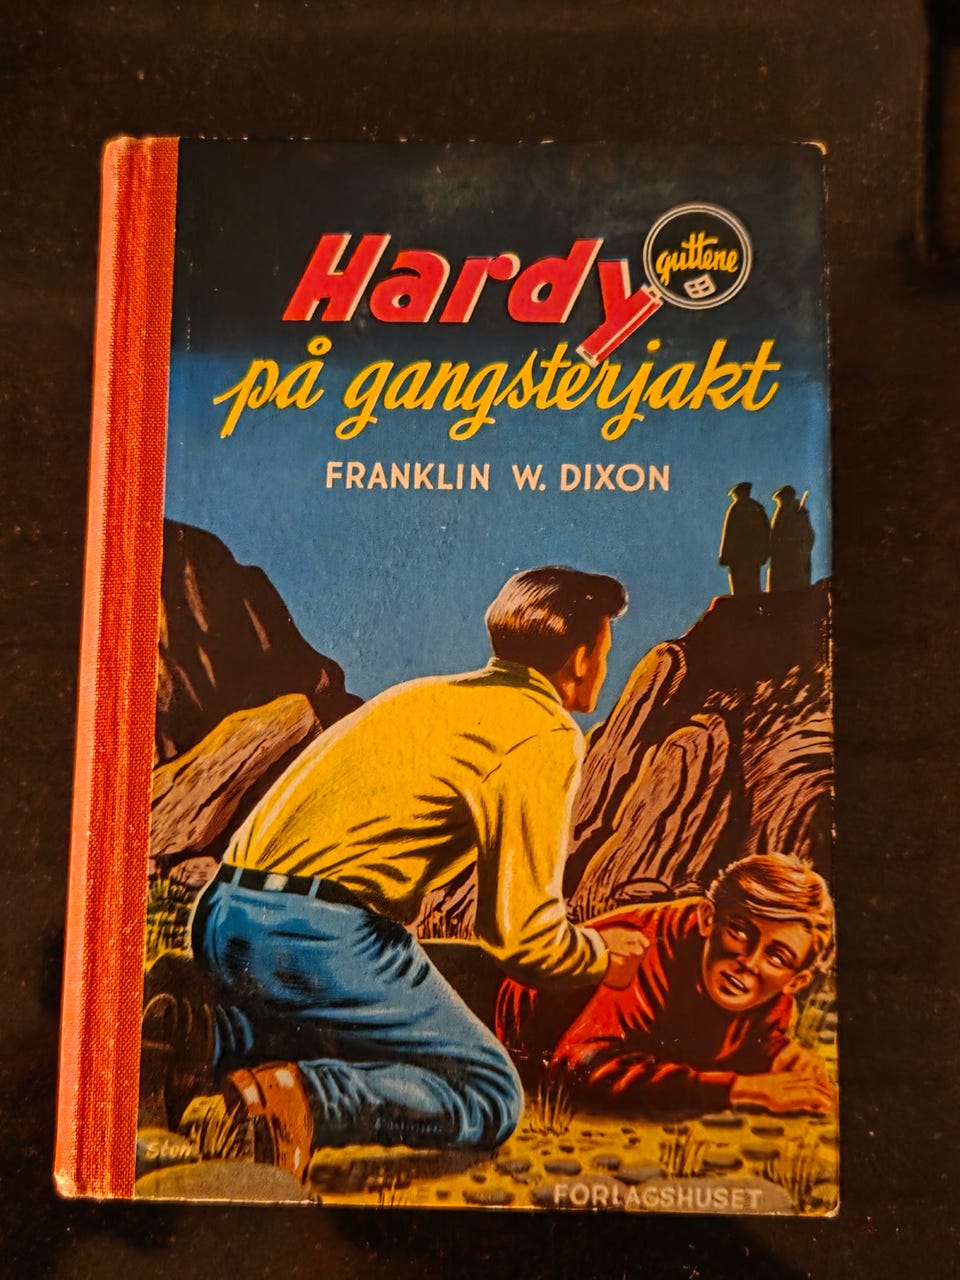 Hardy guttene
på gangsterjakt
FRANKLIN W. DIXON
FORLAGSHUSET